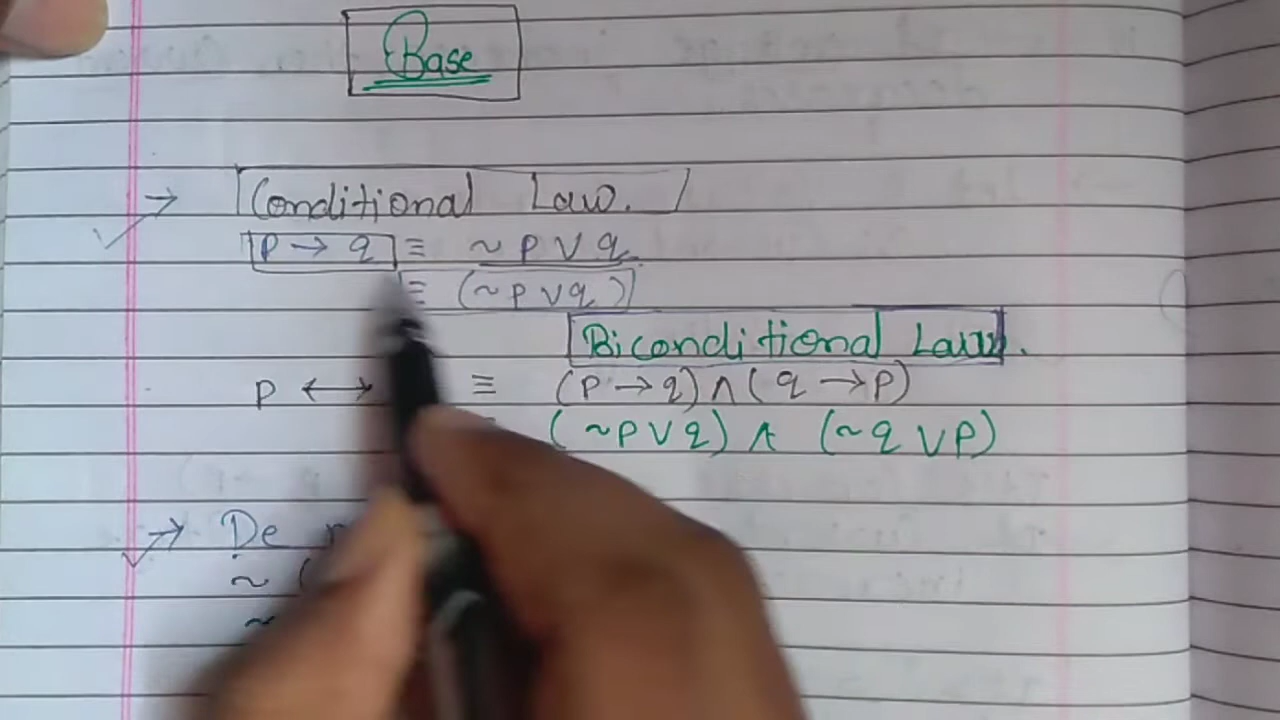 Base
→ Conditional Law.
p → q ≡ ~ p ∨ q
≡ (~p ∨ q)
Biconditional Law.
p ↔ ≡ (p → q) ∧ (q → p)
(~p ∨ q) ∧ (~q ∨ p)
→ De
~ (
~